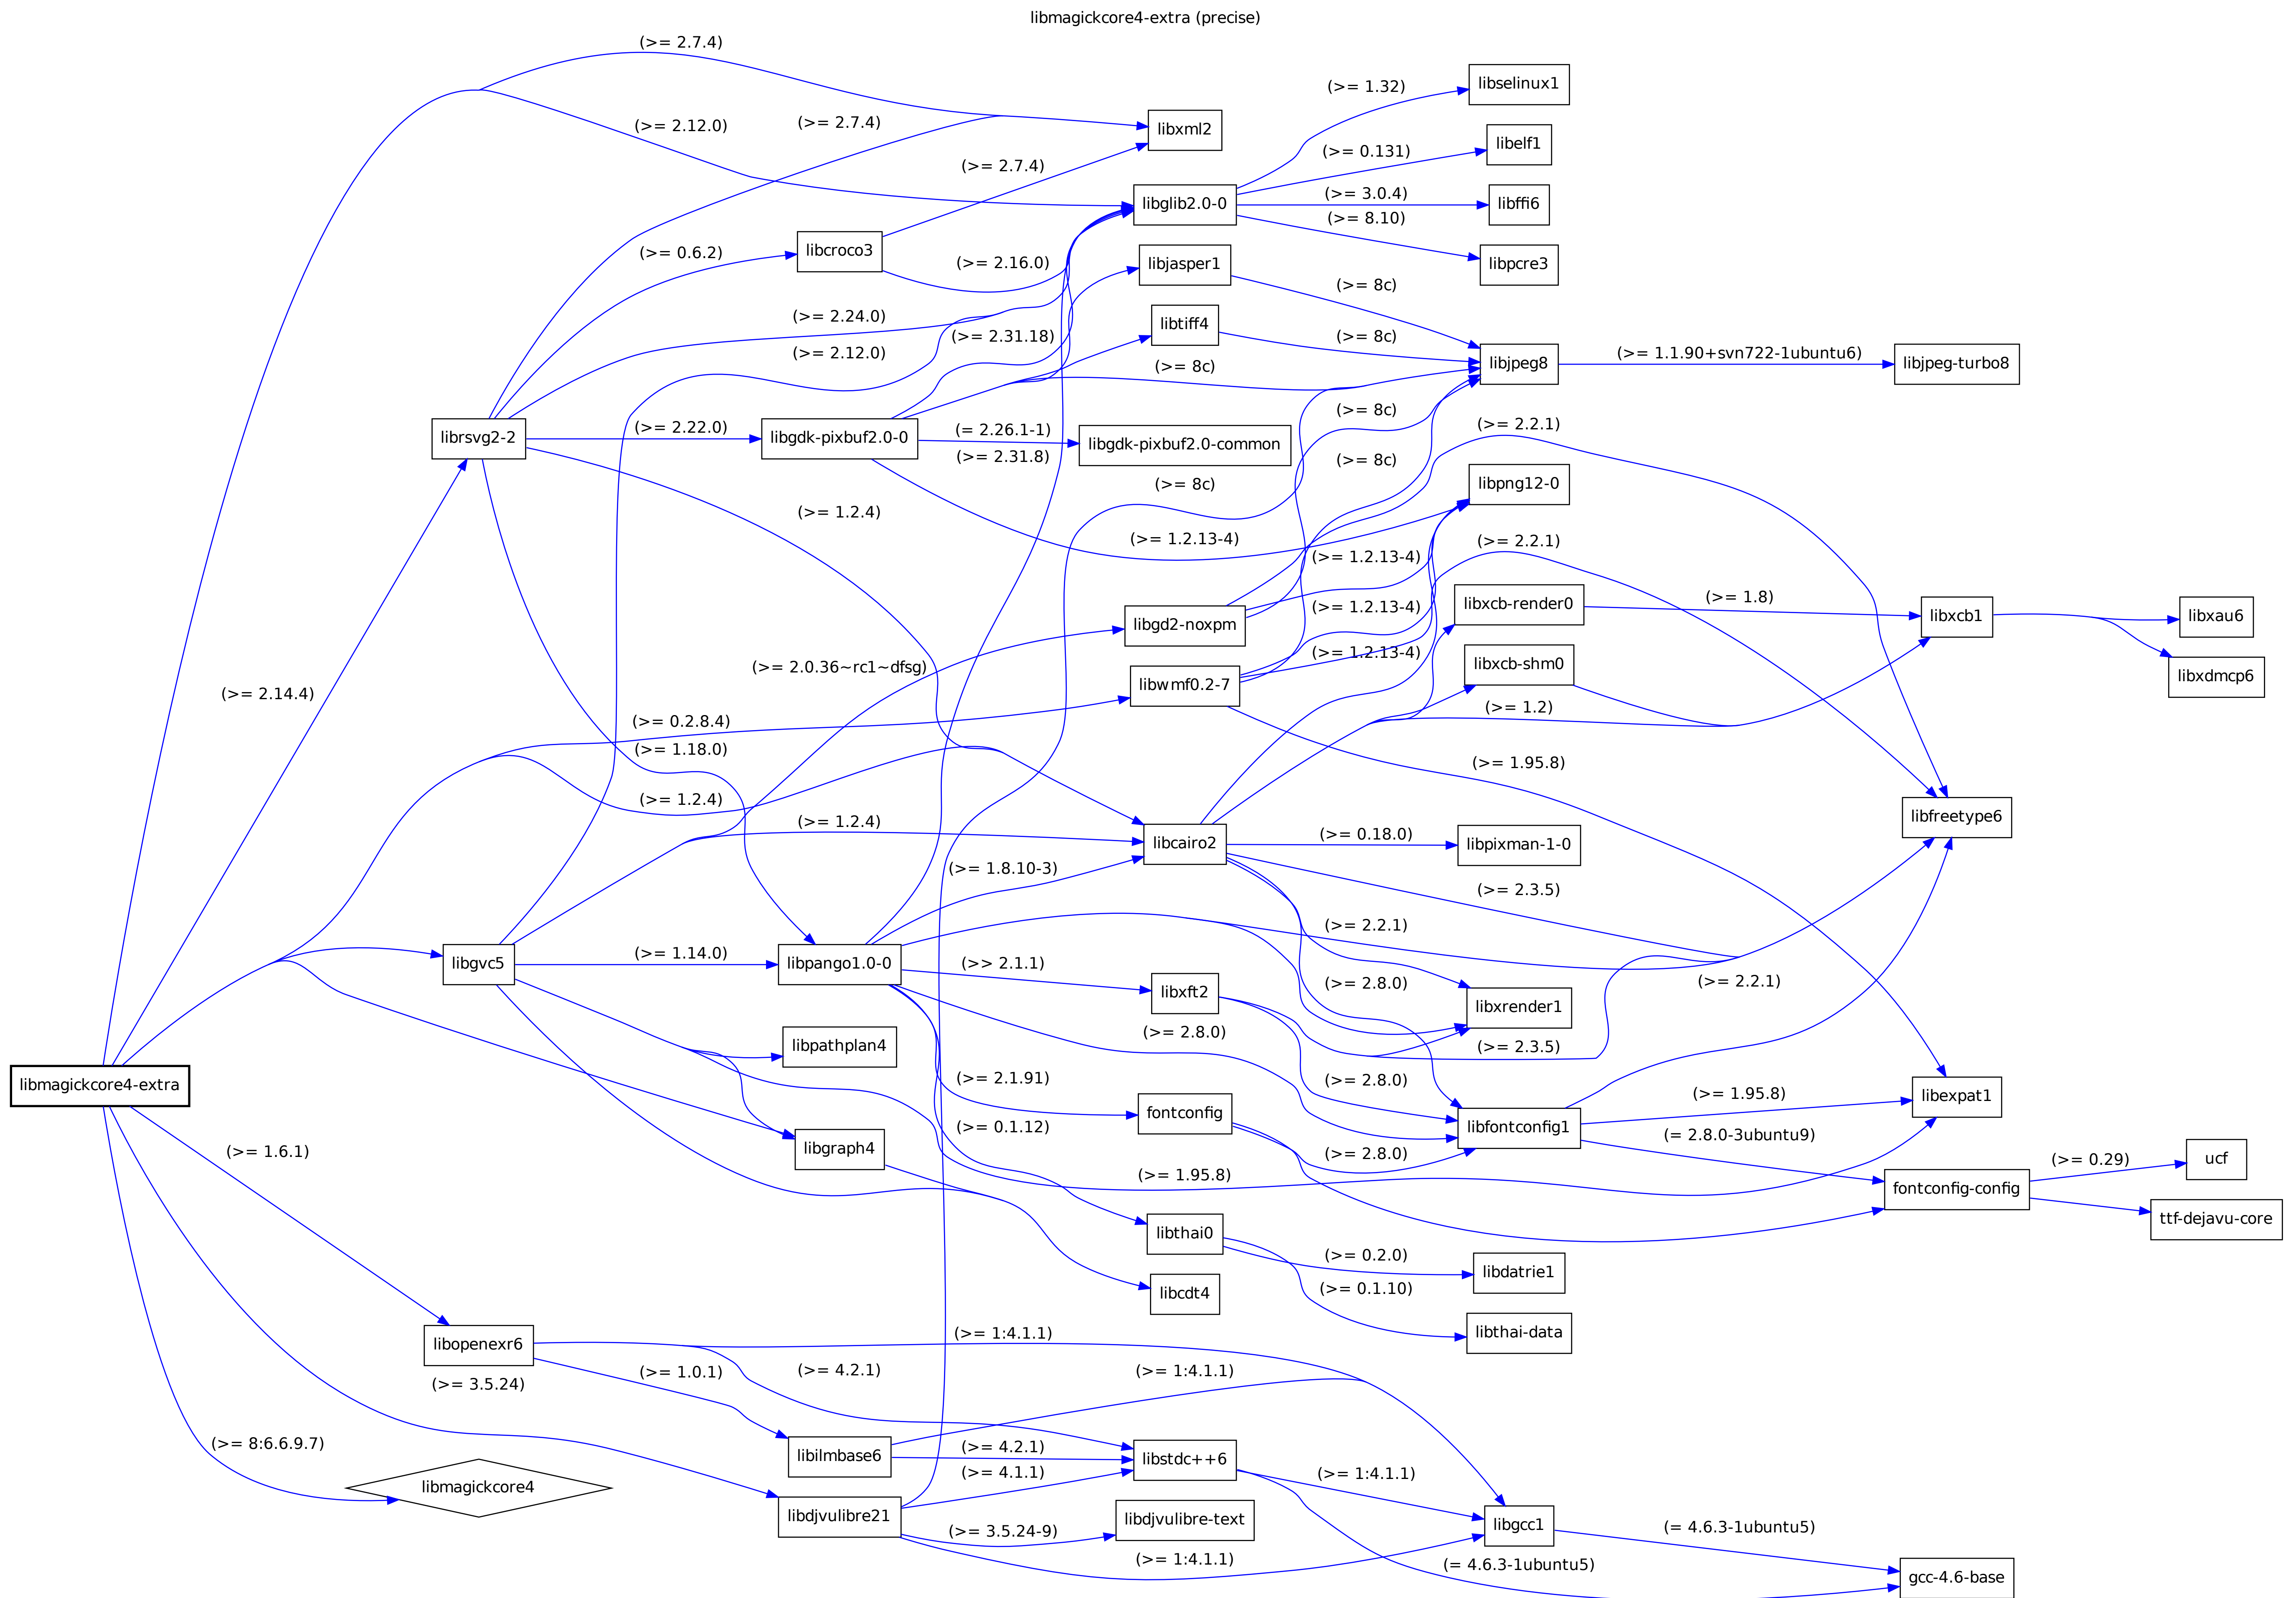 libmagickcore4-extra (precise)
(>= 2.7.4)
(>= 1.32)
libselinux1
(>= 2.12.0)
(>= 2.7.4)
libxml2
(>= 0.131)
libelf1
(>= 2.7.4)
libglib2.0-0
(>= 3.0.4)
libffi6
(>= 8.10)
(>= 0.6.2)
libcroco3
(>= 2.16.0)
libjasper1
libpcre3
(>= 8c)
(>= 2.24.0)
libtiff4
(>= 2.31.18)
(>= 8c)
(>= 2.12.0)
(>= 8c)
libjpeg8
(>= 1.1.90+svn722-1ubuntu6)
libjpeg-turbo8
(>= 8c)
librsvg2-2
(>= 2.22.0)
libgdk-pixbuf2.0-0
(= 2.26.1-1)
libgdk-pixbuf2.0-common
(>= 2.2.1)
(>= 2.31.8)
(>= 8c)
(>= 8c)
libpng12-0
(>= 1.2.4)
(>= 1.2.13-4)
(>= 1.2.13-4)
(>= 2.2.1)
libgd2-noxpm
(>= 1.2.13-4)
libxcb-render0
(>= 1.8)
libxcb1
libxau6
(>= 2.0.36~rc1~dfsg)
(>= 1.2.13-4)
libxcb-shm0
libxdmcp6
(>= 2.14.4)
libwmf0.2-7
(>= 0.2.8.4)
(>= 1.2)
(>= 1.18.0)
(>= 1.95.8)
(>= 1.2.4)
(>= 1.2.4)
libcairo2
(>= 0.18.0)
libpixman-1-0
libfreetype6
(>= 1.8.10-3)
(>= 2.3.5)
(>= 2.2.1)
libgvc5
(>= 1.14.0)
libpango1.0-0
(>> 2.1.1)
libxft2
(>= 2.8.0)
(>= 2.2.1)
libxrender1
(>= 2.8.0)
libpathplan4
(>= 2.3.5)
libmagickcore4-extra
(>= 2.1.91)
(>= 2.8.0)
(>= 1.95.8)
libexpat1
fontconfig
(>= 0.1.12)
libfontconfig1
(= 2.8.0-3ubuntu9)
(>= 1.6.1)
libgraph4
(>= 2.8.0)
(>= 0.29)
ucf
(>= 1.95.8)
fontconfig-config
ttf-dejavu-core
libthai0
(>= 0.2.0)
libdatrie1
libcdt4
(>= 0.1.10)
libthai-data
libopenexr6
(>= 1:4.1.1)
(>= 3.5.24)
(>= 1.0.1)
(>= 4.2.1)
(>= 1:4.1.1)
(>= 8:6.6.9.7)
libilmbase6
(>= 4.2.1)
libstdc++6
(>= 4.1.1)
(>= 1:4.1.1)
libmagickcore4
libdjvulibre21
(>= 3.5.24-9)
libdjvulibre-text
libgcc1
(= 4.6.3-1ubuntu5)
(>= 1:4.1.1)
(= 4.6.3-1ubuntu5)
gcc-4.6-base